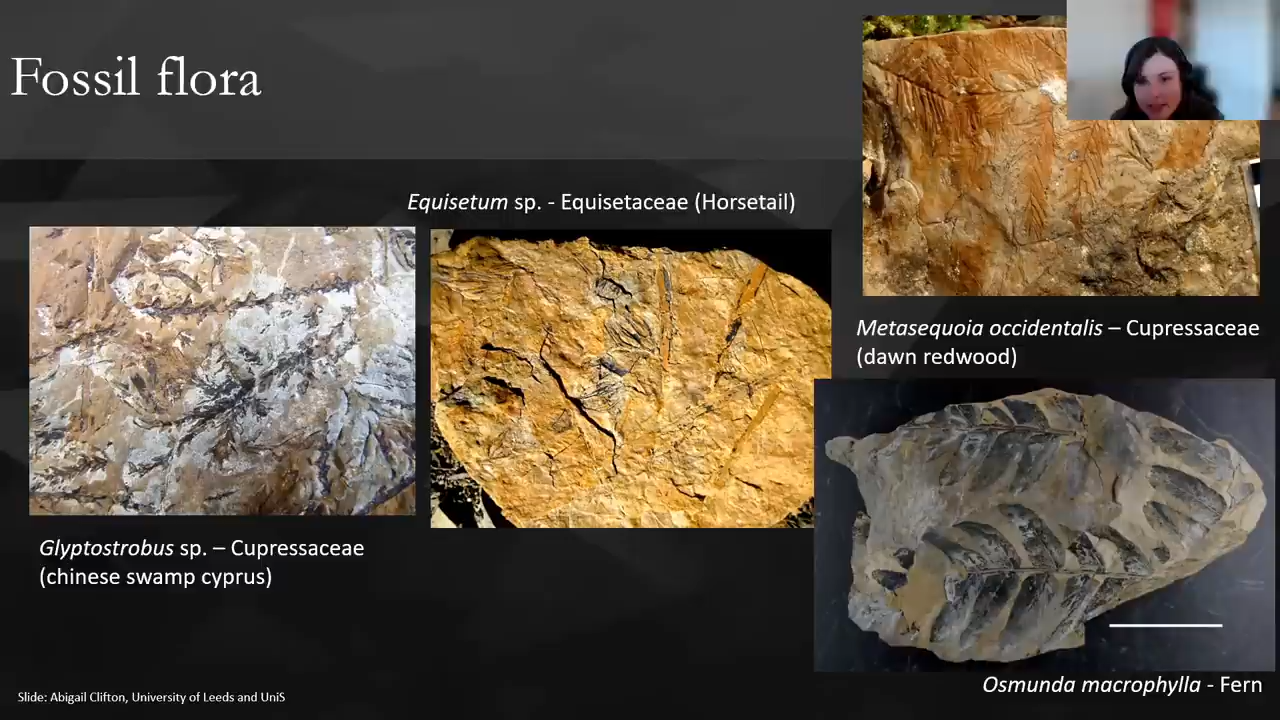 Fossil flora
Equisetum sp. - Equisetaceae (Horsetail)
Metasequoia occidentalis – Cupressaceae
(dawn redwood)
Glyptostrobus sp. – Cupressaceae
(chinese swamp cyprus)
Osmunda macrophylla - Fern
Slide: Abigail Clifton, University of Leeds and UniS